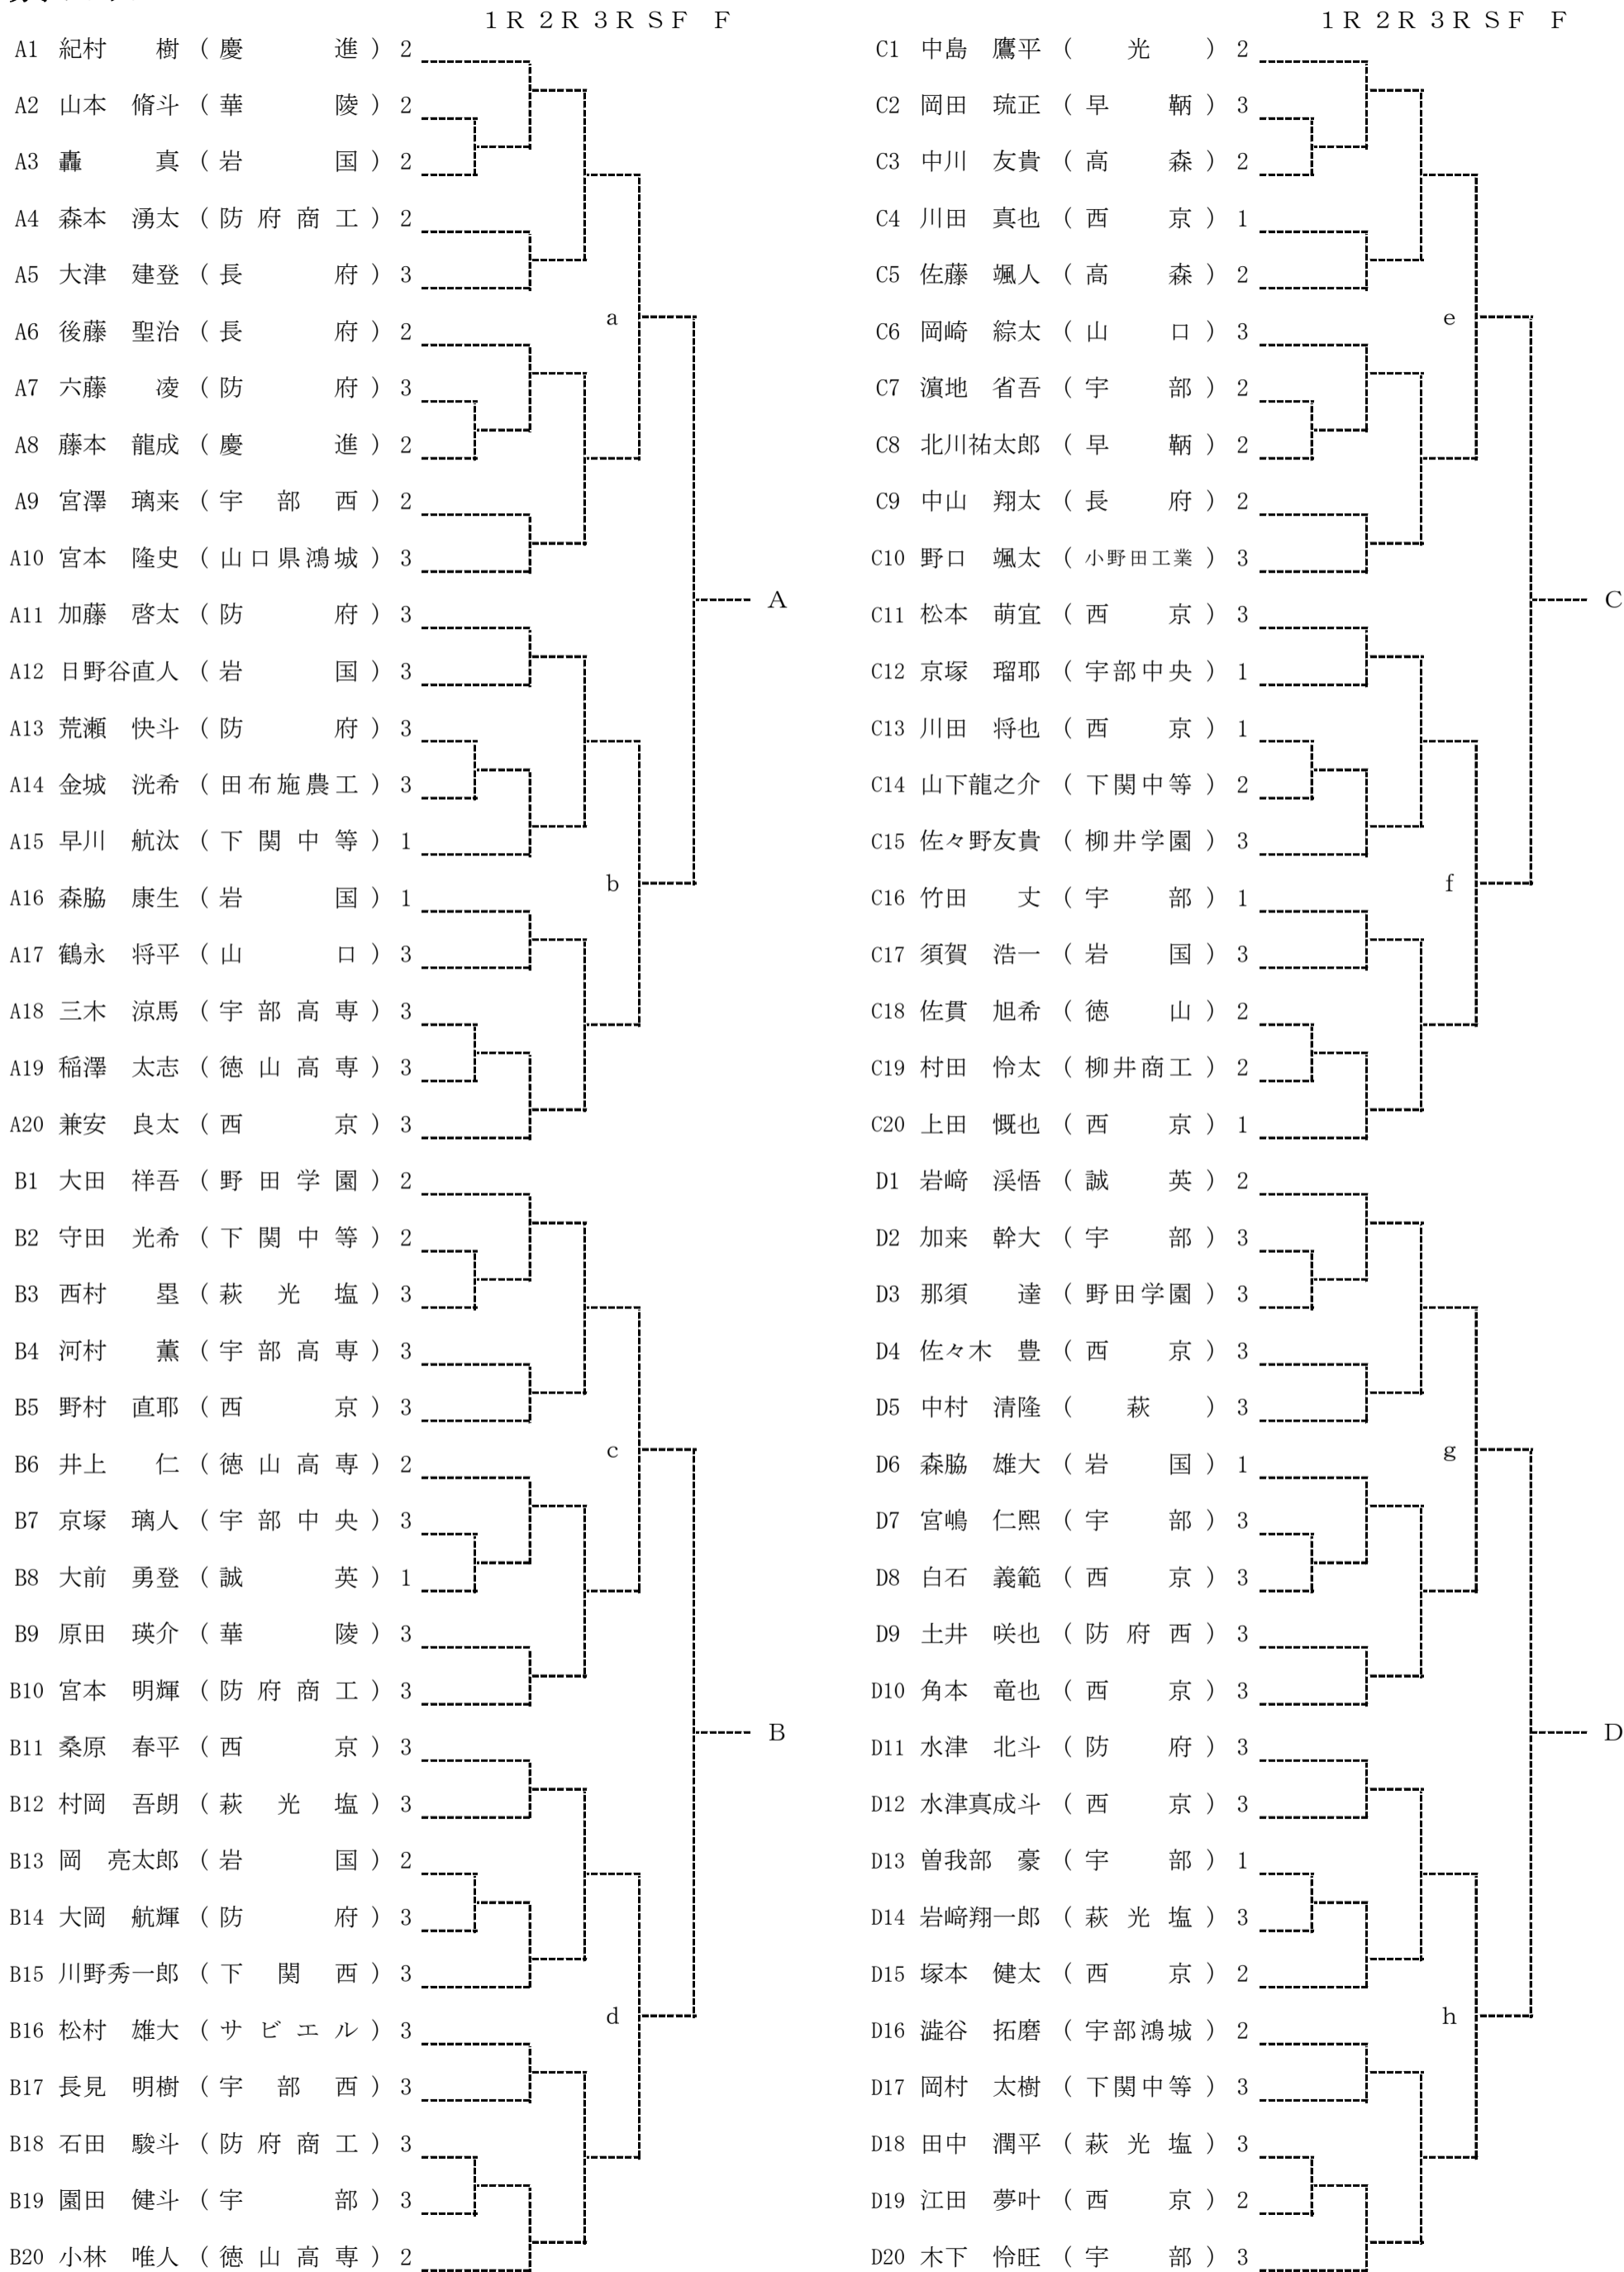 1R 2R 3R SF F
A1 紀村 樹 (慶 進) 2
A2 山本 脩斗 (華 陵) 2
A3 轟 真 (岩 国) 2
A4 森本 湧太 (防府商工) 2
A5 大津 建登 (長 府) 3
a
A6 後藤 聖治 (長 府) 2
A7 六藤 凌 (防 府) 3
A8 藤本 龍成 (慶 進) 2
A9 宮澤 璃来 (宇部西) 2
A10 宮本 隆史 (山口県鴻城) 3
A
A11 加藤 啓太 (防 府) 3
A12 日野谷直人 (岩 国) 3
A13 荒瀬 快斗 (防 府) 3
A14 金城 洸希 (田布施農工) 3
A15 早川 航汰 (下関中等) 1
b
A16 森脇 康生 (岩 国) 1
A17 鶴永 将平 (山 口) 3
A18 三木 涼馬 (宇部高専) 3
A19 稲澤 太志 (徳山高専) 3
A20 兼安 良太 (西 京) 3
B1 大田 祥吾 (野田学園) 2
B2 守田 光希 (下関中等) 2
B3 西村 塁 (萩光塩) 3
B4 河村 薫 (宇部高専) 3
B5 野村 直耶 (西 京) 3
c
B6 井上 仁 (徳山高専) 2
B7 京塚 璃人 (宇部中央) 3
B8 大前 勇登 (誠 英) 1
B9 原田 瑛介 (華 陵) 3
B10 宮本 明輝 (防府商工) 3
B
B11 桑原 春平 (西 京) 3
B12 村岡 吾朗 (萩光塩) 3
B13 岡 亮太郎 (岩 国) 2
B14 大岡 航輝 (防 府) 3
B15 川野秀一郎 (下関西) 3
d
B16 松村 雄大 (サビエル) 3
B17 長見 明樹 (宇部西) 3
B18 石田 駿斗 (防府商工) 3
B19 園田 健斗 (宇 部) 3
B20 小林 唯人 (徳山高専) 2
1R 2R 3R SF F
C1 中島 鷹平 (光) 2
C2 岡田 琉正 (早 鞆) 3
C3 中川 友貴 (高 森) 2
C4 川田 真也 (西 京) 1
C5 佐藤 颯人 (高 森) 2
e
C6 岡崎 綜太 (山 口) 3
C7 濵地 省吾 (宇 部) 2
C8 北川祐太郎 (早 鞆) 2
C9 中山 翔太 (長 府) 2
C10 野口 颯太 (小野田工業) 3
C
C11 松本 萌宜 (西 京) 3
C12 京塚 瑠耶 (宇部中央) 1
C13 川田 将也 (西 京) 1
C14 山下龍之介 (下関中等) 2
C15 佐々野友貴 (柳井学園) 3
f
C16 竹田 丈 (宇 部) 1
C17 須賀 浩一 (岩 国) 3
C18 佐貫 旭希 (徳 山) 2
C19 村田 怜太 (柳井商工) 2
C20 上田 慨也 (西 京) 1
D1 岩﨑 渓悟 (誠 英) 2
D2 加来 幹大 (宇 部) 3
D3 那須 達 (野田学園) 3
D4 佐々木 豊 (西 京) 3
D5 中村 清隆 (萩) 3
g
D6 森脇 雄大 (岩 国) 1
D7 宮嶋 仁熙 (宇 部) 3
D8 白石 義範 (西 京) 3
D9 土井 咲也 (防府西) 3
D10 角本 竜也 (西 京) 3
D
D11 水津 北斗 (防 府) 3
D12 水津真成斗 (西 京) 3
D13 曽我部 豪 (宇 部) 1
D14 岩﨑翔一郎 (萩光塩) 3
D15 塚本 健太 (西 京) 2
h
D16 澁谷 拓磨 (宇部鴻城) 2
D17 岡村 太樹 (下関中等) 3
D18 田中 潤平 (萩光塩) 3
D19 江田 夢叶 (西 京) 2
D20 木下 怜旺 (宇 部) 3